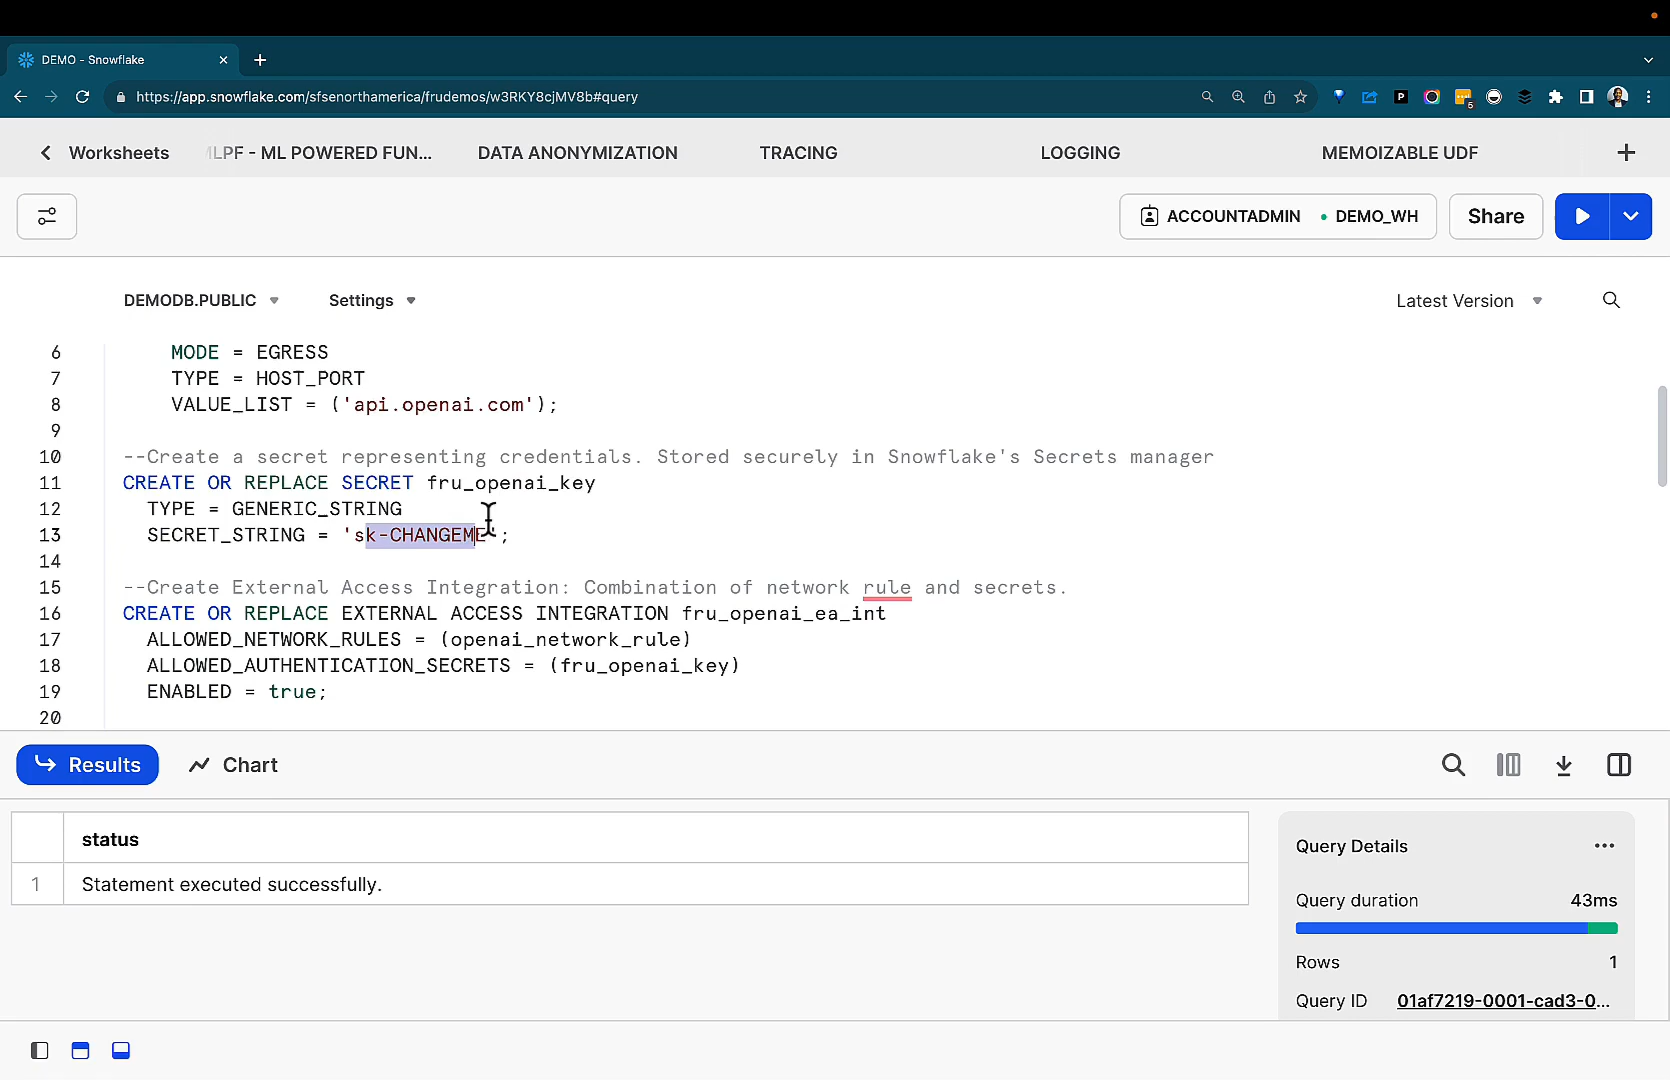 DEMO - Snowflake
https://app.snowflake.com/sfsenorthamerica/frudemos/w3RKY8cjMV8b#query
P
5
Worksheets
MLPF - ML POWERED FUN...
DATA ANONYMIZATION
TRACING
LOGGING
MEMOIZABLE UDF
ACCOUNTADMIN
DEMO_WH
Share
DEMODB.PUBLIC
Settings
Latest Version
6 MODE = EGRESS
7 TYPE = HOST_PORT
8 VALUE_LIST = ('api.openai.com');
9
10 --Create a secret representing credentials. Stored securely in Snowflake's Secrets manager
11 CREATE OR REPLACE SECRET fru_openai_key
12 TYPE = GENERIC_STRING
13 SECRET_STRING = 'sk-CHANGEME';
14
15 --Create External Access Integration: Combination of network rule and secrets.
16 CREATE OR REPLACE EXTERNAL ACCESS INTEGRATION fru_openai_ea_int
17 ALLOWED_NETWORK_RULES = (openai_network_rule)
18 ALLOWED_AUTHENTICATION_SECRETS = (fru_openai_key)
19 ENABLED = true;
20
Results
Chart
status
1 Statement executed successfully.
Query Details
Query duration 43ms
Rows 1
Query ID 01af7219-0001-cad3-0...